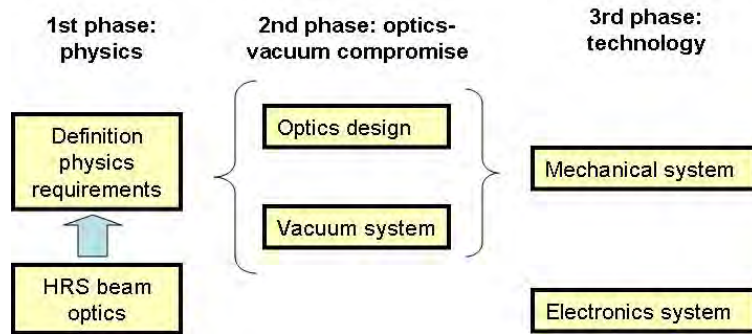 1st phase:
physics
2nd phase: optics-
vacuum compromise
3rd phase:
technology
Definition
physics
requirements
HRS beam
optics
Optics design
Vacuum system
Mechanical system
Electronics system